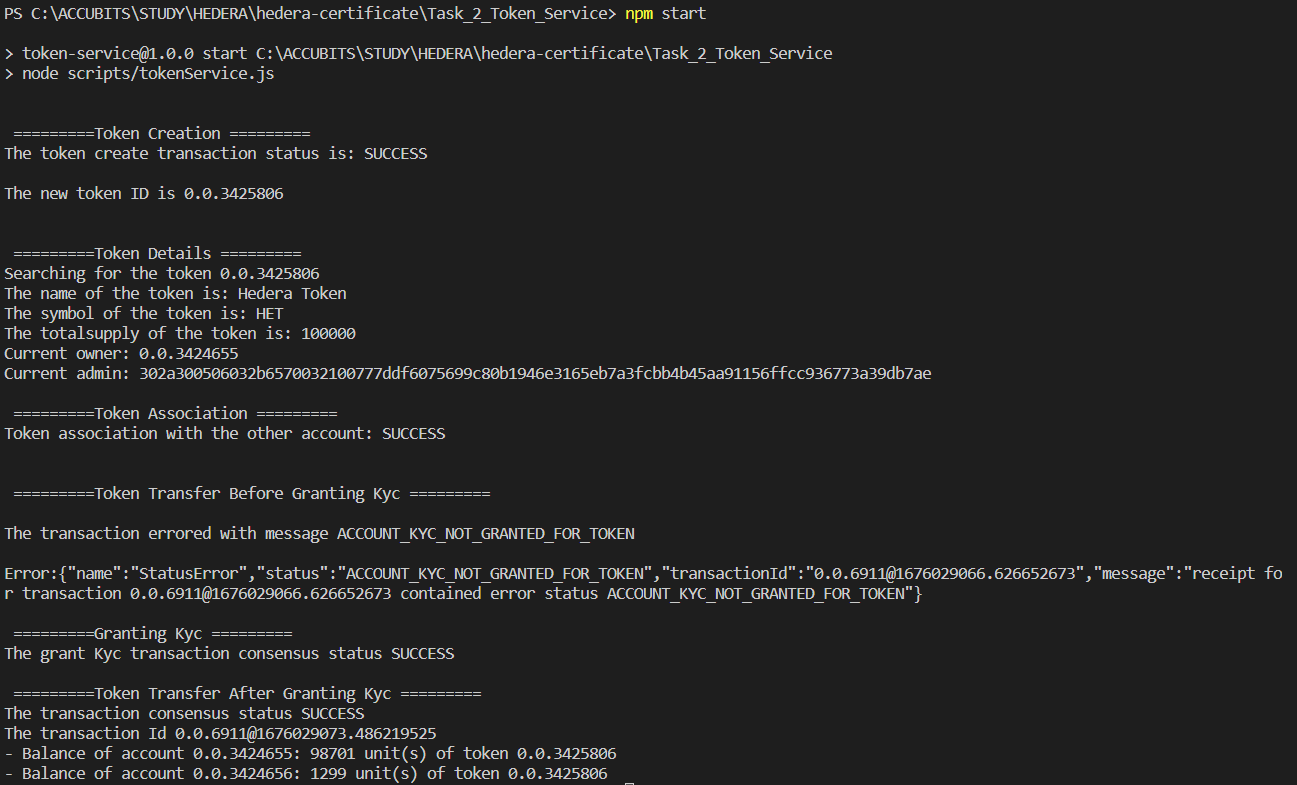 PS C:\ACCUBITS\STUDY\HEDERA\hedera-certificate\Task_2_Token_Service> npm start
> token-service@1.0.0 start C:\ACCUBITS\STUDY\HEDERA\hedera-certificate\Task_2_Token_Service
> node scripts/tokenService.js
=========Token Creation =========
The token create transaction status is: SUCCESS
The new token ID is 0.0.3425806
=========Token Details =========
Searching for the token 0.0.3425806
The name of the token is: Hedera Token
The symbol of the token is: HET
The totalsupply of the token is: 100000
Current owner: 0.0.3424655
Current admin: 302a300506032b6570032100777ddf6075699c80b1946e3165eb7a3fcbb4b45aa91156ffcc936773a39db7ae
=========Token Association =========
Token association with the other account: SUCCESS
=========Token Transfer Before Granting Kyc =========
The transaction errored with message ACCOUNT_KYC_NOT_GRANTED_FOR_TOKEN
Error:{"name":"StatusError","status":"ACCOUNT_KYC_NOT_GRANTED_FOR_TOKEN","transactionId":"0.0.6911@1676029066.626652673","message":"receipt fo
r transaction 0.0.6911@1676029066.626652673 contained error status ACCOUNT_KYC_NOT_GRANTED_FOR_TOKEN"}
=========Granting Kyc =========
The grant Kyc transaction consensus status SUCCESS
=========Token Transfer After Granting Kyc =========
The transaction consensus status SUCCESS
The transaction Id 0.0.6911@1676029073.486219525
- Balance of account 0.0.3424655: 98701 unit(s) of token 0.0.3425806
- Balance of account 0.0.3424656: 1299 unit(s) of token 0.0.3425806